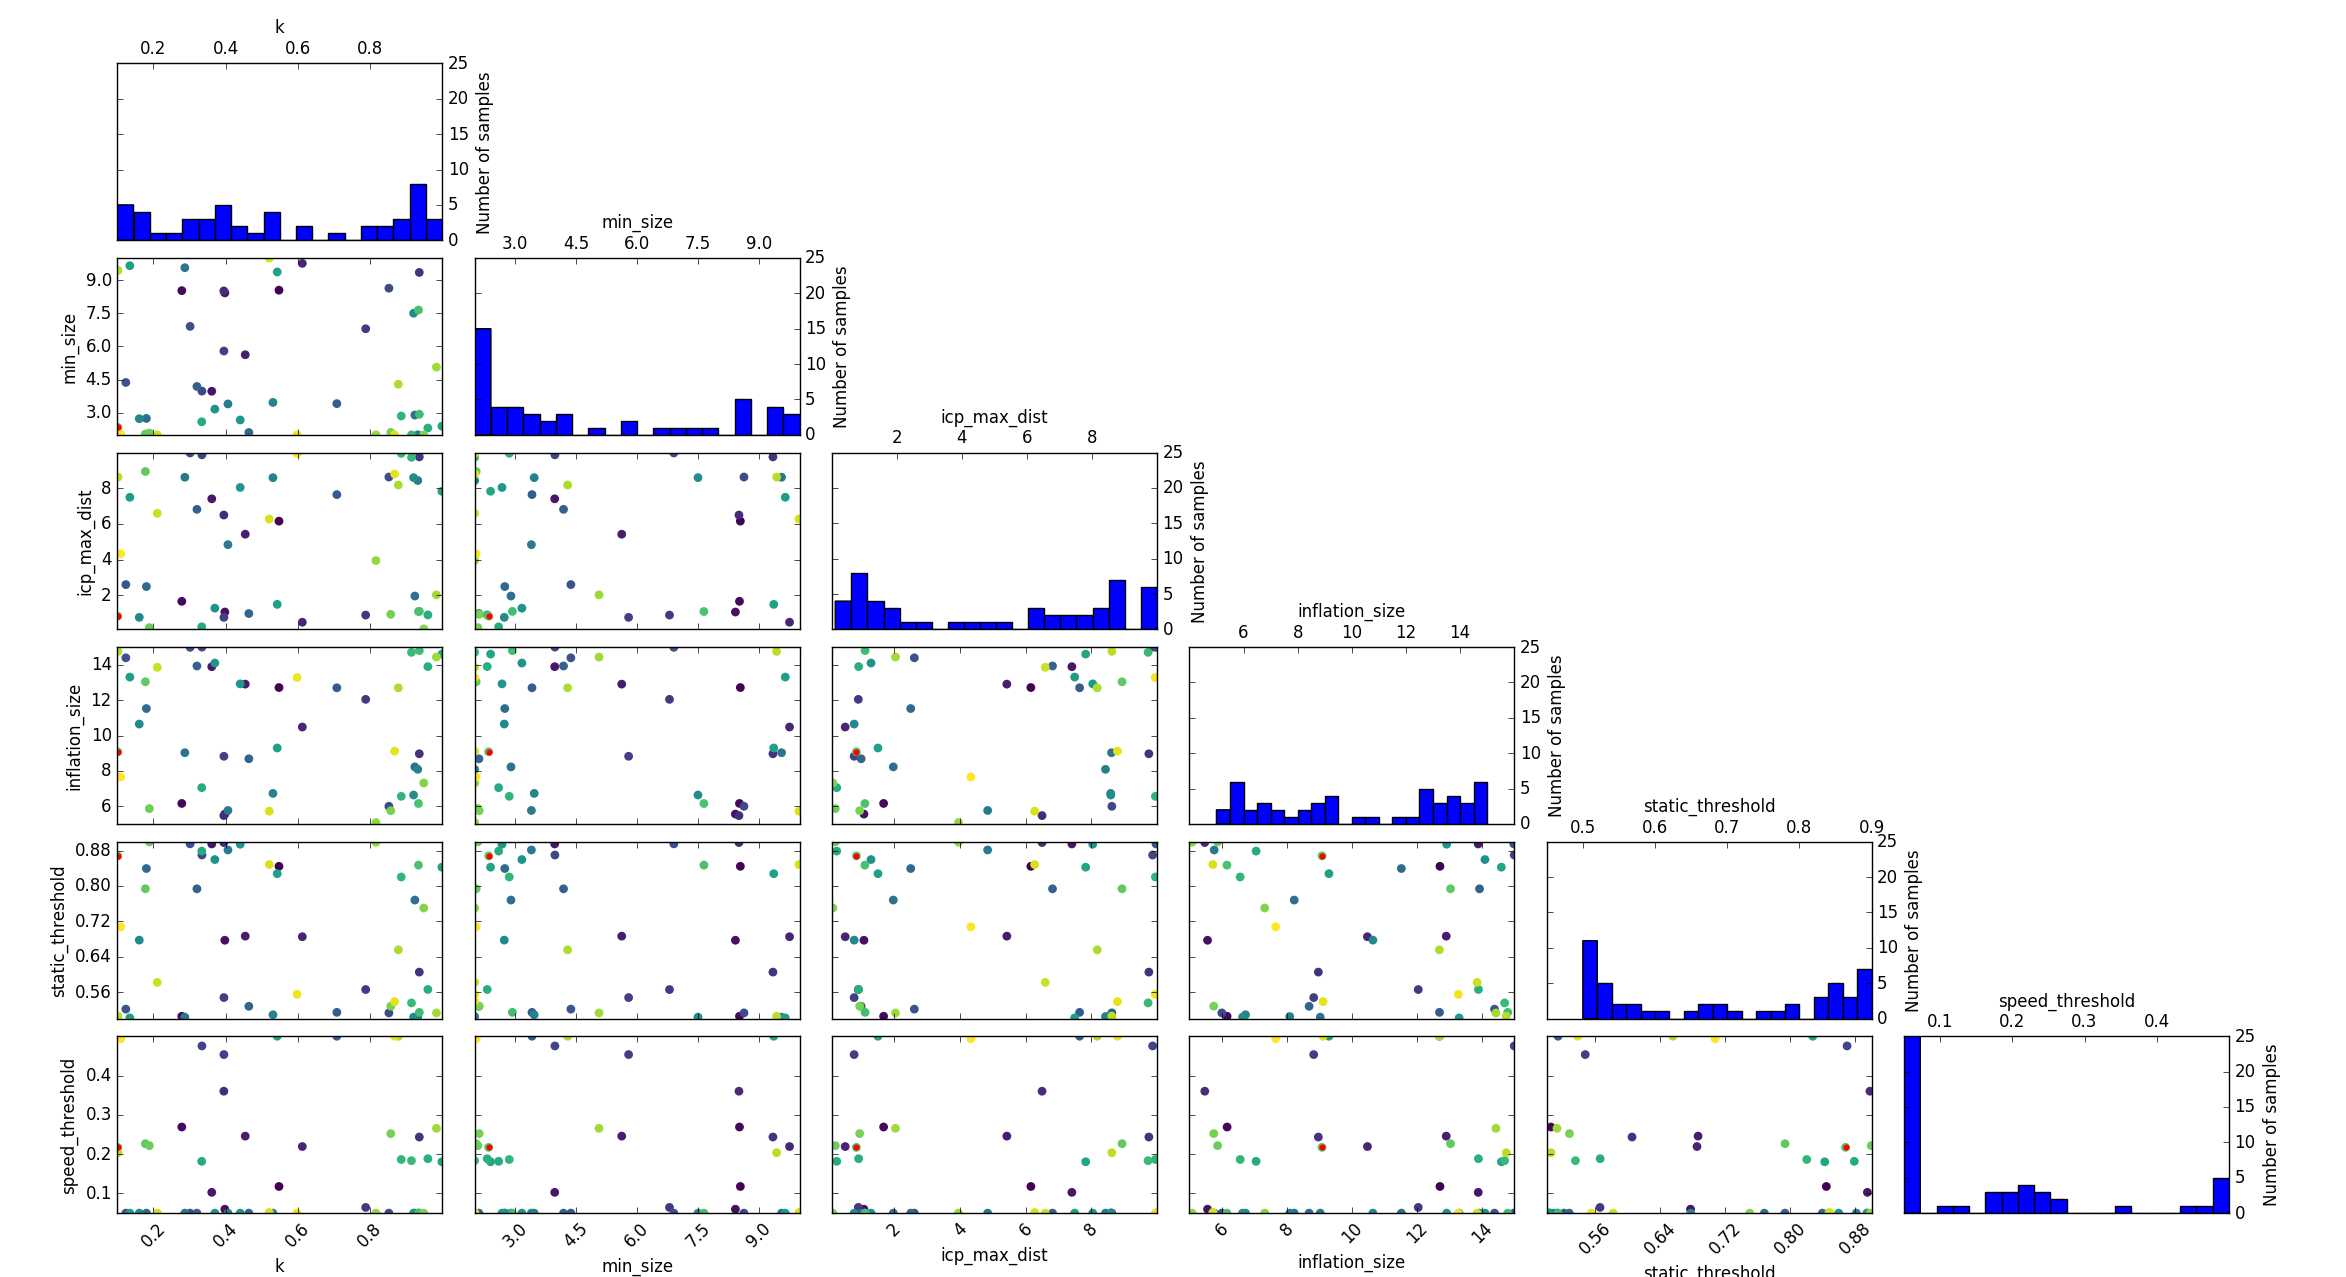 k
0.2 0.4 0.6 0.8
25
20
15
10
5
0
Number of samples
min_size
3.0 4.5 6.0 7.5 9.0
25
20
15
10
5
0
Number of samples
9.0
7.5
6.0
4.5
3.0
min_size
icp_max_dist
2 4 6 8
25
20
15
10
5
0
Number of samples
8
6
4
2
icp_max_dist
inflation_size
6 8 10 12 14
25
20
15
10
5
0
Number of samples
14
12
10
8
6
inflation_size
static_threshold
0.5 0.6 0.7 0.8 0.9
25
20
15
10
5
0
Number of samples
0.88
0.80
0.72
0.64
0.56
static_threshold
speed_threshold
0.1 0.2 0.3 0.4
25
20
15
10
5
0
Number of samples
0.4
0.3
0.2
0.1
speed_threshold
0.2 0.4 0.6 0.8
k
3.0 4.5 6.0 7.5 9.0
min_size
2 4 6 8
icp_max_dist
6 8 10 12 14
inflation_size
0.56 0.64 0.72 0.80 0.88
static_threshold